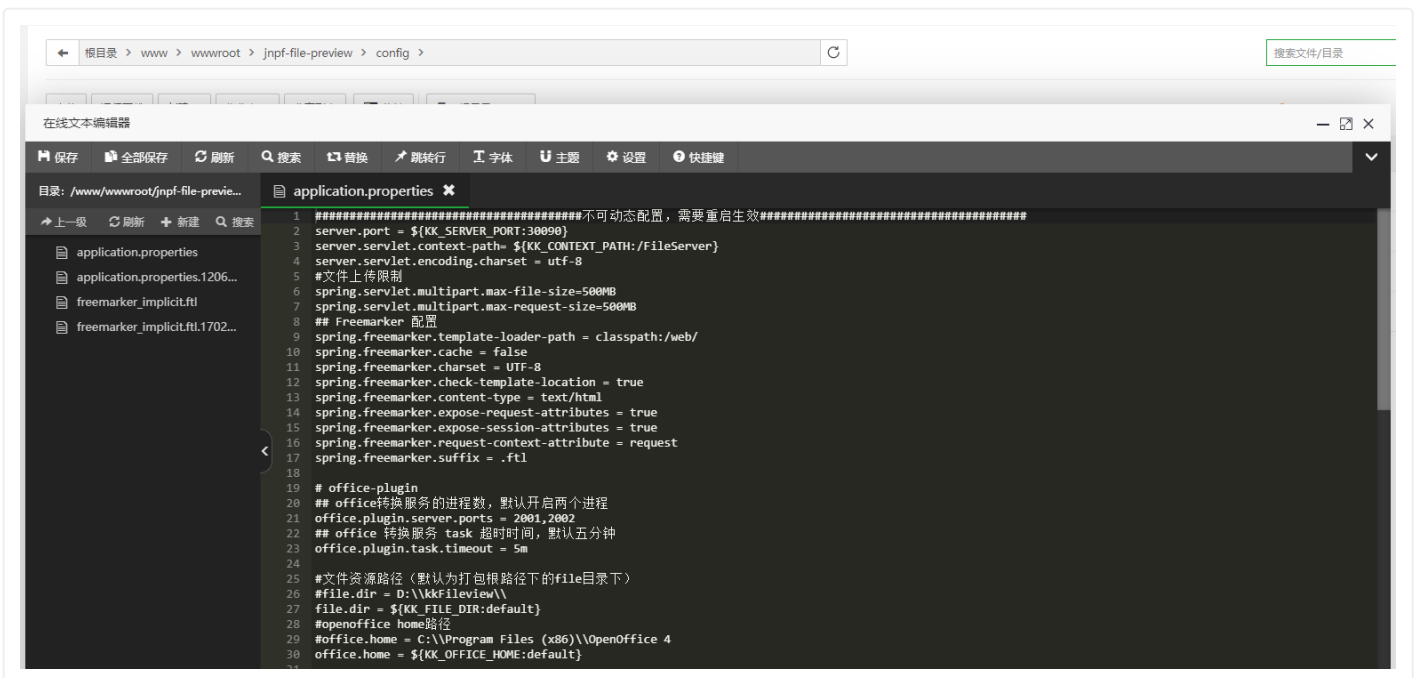 根目录 > www > wwwroot > jnpf-file-preview > config >
搜索文件/目录
在线文本编辑器
保存 全部保存 刷新 搜索 替换 跳转行 字体 主题 设置 快捷键
目录: /www/wwwroot/jnpf-file-previe...
application.properties
上一级 刷新 新建 搜索
application.properties
application.properties.1206...
freemarker_implicit.ftl
freemarker_implicit.ftl.1702...
1 #######################################不可动态配置，需要重启生效#######################################
2 server.port = ${KK_SERVER_PORT:30090}
3 server.servlet.context-path= ${KK_CONTEXT_PATH:/FileServer}
4 server.servlet.encoding.charset = utf-8
5 #文件上传限制
6 spring.servlet.multipart.max-file-size=500MB
7 spring.servlet.multipart.max-request-size=500MB
8 ## Freemarker 配置
9 spring.freemarker.template-loader-path = classpath:/web/
10 spring.freemarker.cache = false
11 spring.freemarker.charset = UTF-8
12 spring.freemarker.check-template-location = true
13 spring.freemarker.content-type = text/html
14 spring.freemarker.expose-request-attributes = true
15 spring.freemarker.expose-session-attributes = true
16 spring.freemarker.request-context-attribute = request
17 spring.freemarker.suffix = .ftl
18
19 # office-plugin
20 ## office转换服务的进程数，默认开启两个进程
21 office.plugin.server.ports = 2001,2002
22 ## office 转换服务 task 超时时间，默认五分钟
23 office.plugin.task.timeout = 5m
24
25 #文件资源路径（默认为打包根路径下的file目录下）
26 #file.dir = D:\\kkFileview\\
27 file.dir = ${KK_FILE_DIR:default}
28 #openoffice home路径
29 #office.home = C:\\Program Files (x86)\\OpenOffice 4
30 office.home = ${KK_OFFICE_HOME:default}